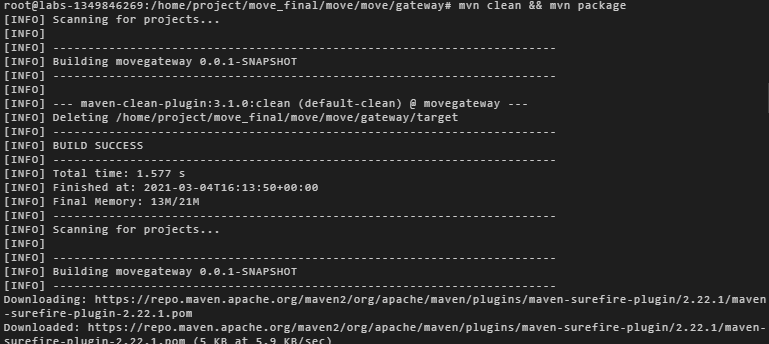 root@labs-1349846269:/home/project/move_final/move/move/gateway# mvn clean && mvn package
[INFO] Scanning for projects...
[INFO]
[INFO] ------------------------------------------------------------------------
[INFO] Building movegateway 0.0.1-SNAPSHOT
[INFO] ------------------------------------------------------------------------
[INFO]
[INFO] --- maven-clean-plugin:3.1.0:clean (default-clean) @ movegateway ---
[INFO] Deleting /home/project/move_final/move/move/gateway/target
[INFO] ------------------------------------------------------------------------
[INFO] BUILD SUCCESS
[INFO] ------------------------------------------------------------------------
[INFO] Total time: 1.577 s
[INFO] Finished at: 2021-03-04T16:13:50+00:00
[INFO] Final Memory: 13M/21M
[INFO] ------------------------------------------------------------------------
[INFO] Scanning for projects...
[INFO]
[INFO] ------------------------------------------------------------------------
[INFO] Building movegateway 0.0.1-SNAPSHOT
[INFO] ------------------------------------------------------------------------
Downloading: https://repo.maven.apache.org/maven2/org/apache/maven/plugins/maven-surefire-plugin/2.22.1/maven
-surefire-plugin-2.22.1.pom
Downloaded: https://repo.maven.apache.org/maven2/org/apache/maven/plugins/maven-surefire-plugin/2.22.1/maven-
surefire-plugin-2.22.1.pom (5 KB at 5.9 KB/sec)